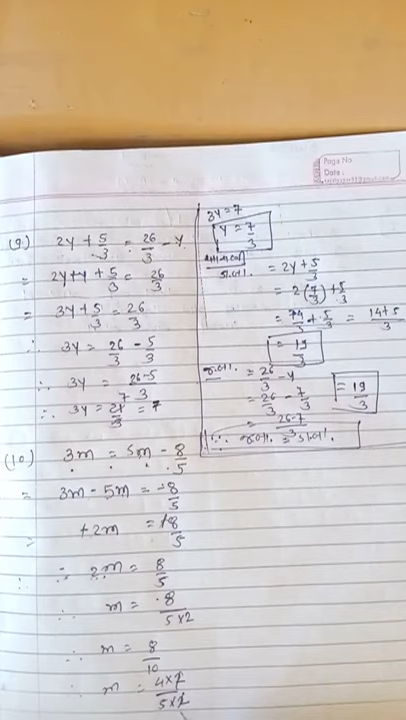 Page No.
Date:
(9.) 2y + 5/3 = 26/3 - y
= 2y + y + 5/3 = 26/3
= 3y + 5/3 = 26/3
∴ 3y = 26/3 - 5/3
∴ 3y = 26-5/3
∴ 3y = 21/3 = 7
3y = 7
y = 7/3
= 2y + 5/3
= 2(7/3) + 5/3
= 14/3 + 5/3 = 14+5/3
= 19/3
= 26/3 - y
= 26/3 - 7/3
= 26-7/3
= 19/3
(10.) 3m = 5m - 8/5
= 3m - 5m = -8/5
= +2m = +8/5
∴ = 2m = 8/5
∴ m = 8/5×2
∴ m = 8/10
∴ m = 4×2/5×2